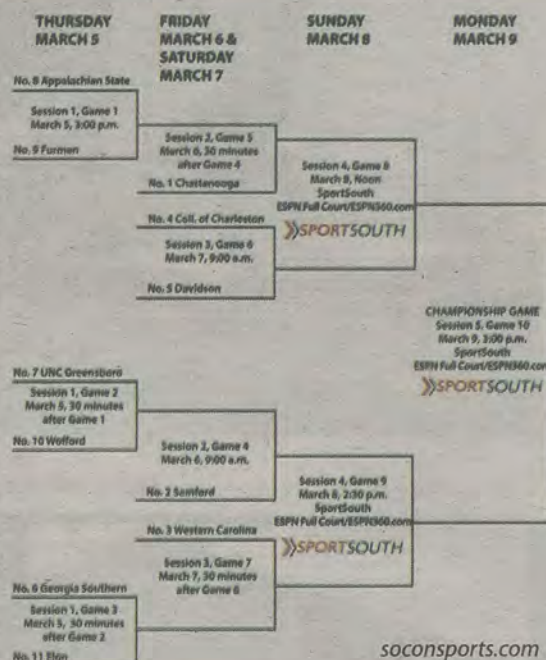 THURSDAY
MARCH 5
FRIDAY
MARCH 6 &
SATURDAY
MARCH 7
SUNDAY
MARCH 8
MONDAY
MARCH 9
No. 8 Appalachian State
Session 1, Game 1
March 5, 3:00 p.m.
No. 9 Furman
Session 2, Game 5
March 6, 30 minutes
after Game 4
No. 1 Chattanooga
No. 4 Coll. of Charleston
Session 3, Game 6
March 7, 9:00 a.m.
No. 5 Davidson
Session 4, Game 8
March 8, Noon
SportSouth
ESPN Full Court/ESPN360.com
SPORTSOUTH
CHAMPIONSHIP GAME
Session 5, Game 10
March 9, 3:00 p.m.
SportSouth
ESPN Full Court/ESPN360.com
SPORTSOUTH
No. 7 UNC Greensboro
Session 1, Game 2
March 5, 30 minutes
after Game 1
No. 10 Wofford
Session 2, Game 4
March 6, 9:00 a.m.
No. 2 Samford
No. 3 Western Carolina
Session 3, Game 7
March 7, 30 minutes
after Game 6
No. 6 Georgia Southern
Session 1, Game 3
March 5, 30 minutes
after Game 2
No. 11 Elon
Session 4, Game 9
March 8, 2:30 p.m.
SportSouth
ESPN Full Court/ESPN360.com
SPORTSOUTH
soconsports.com